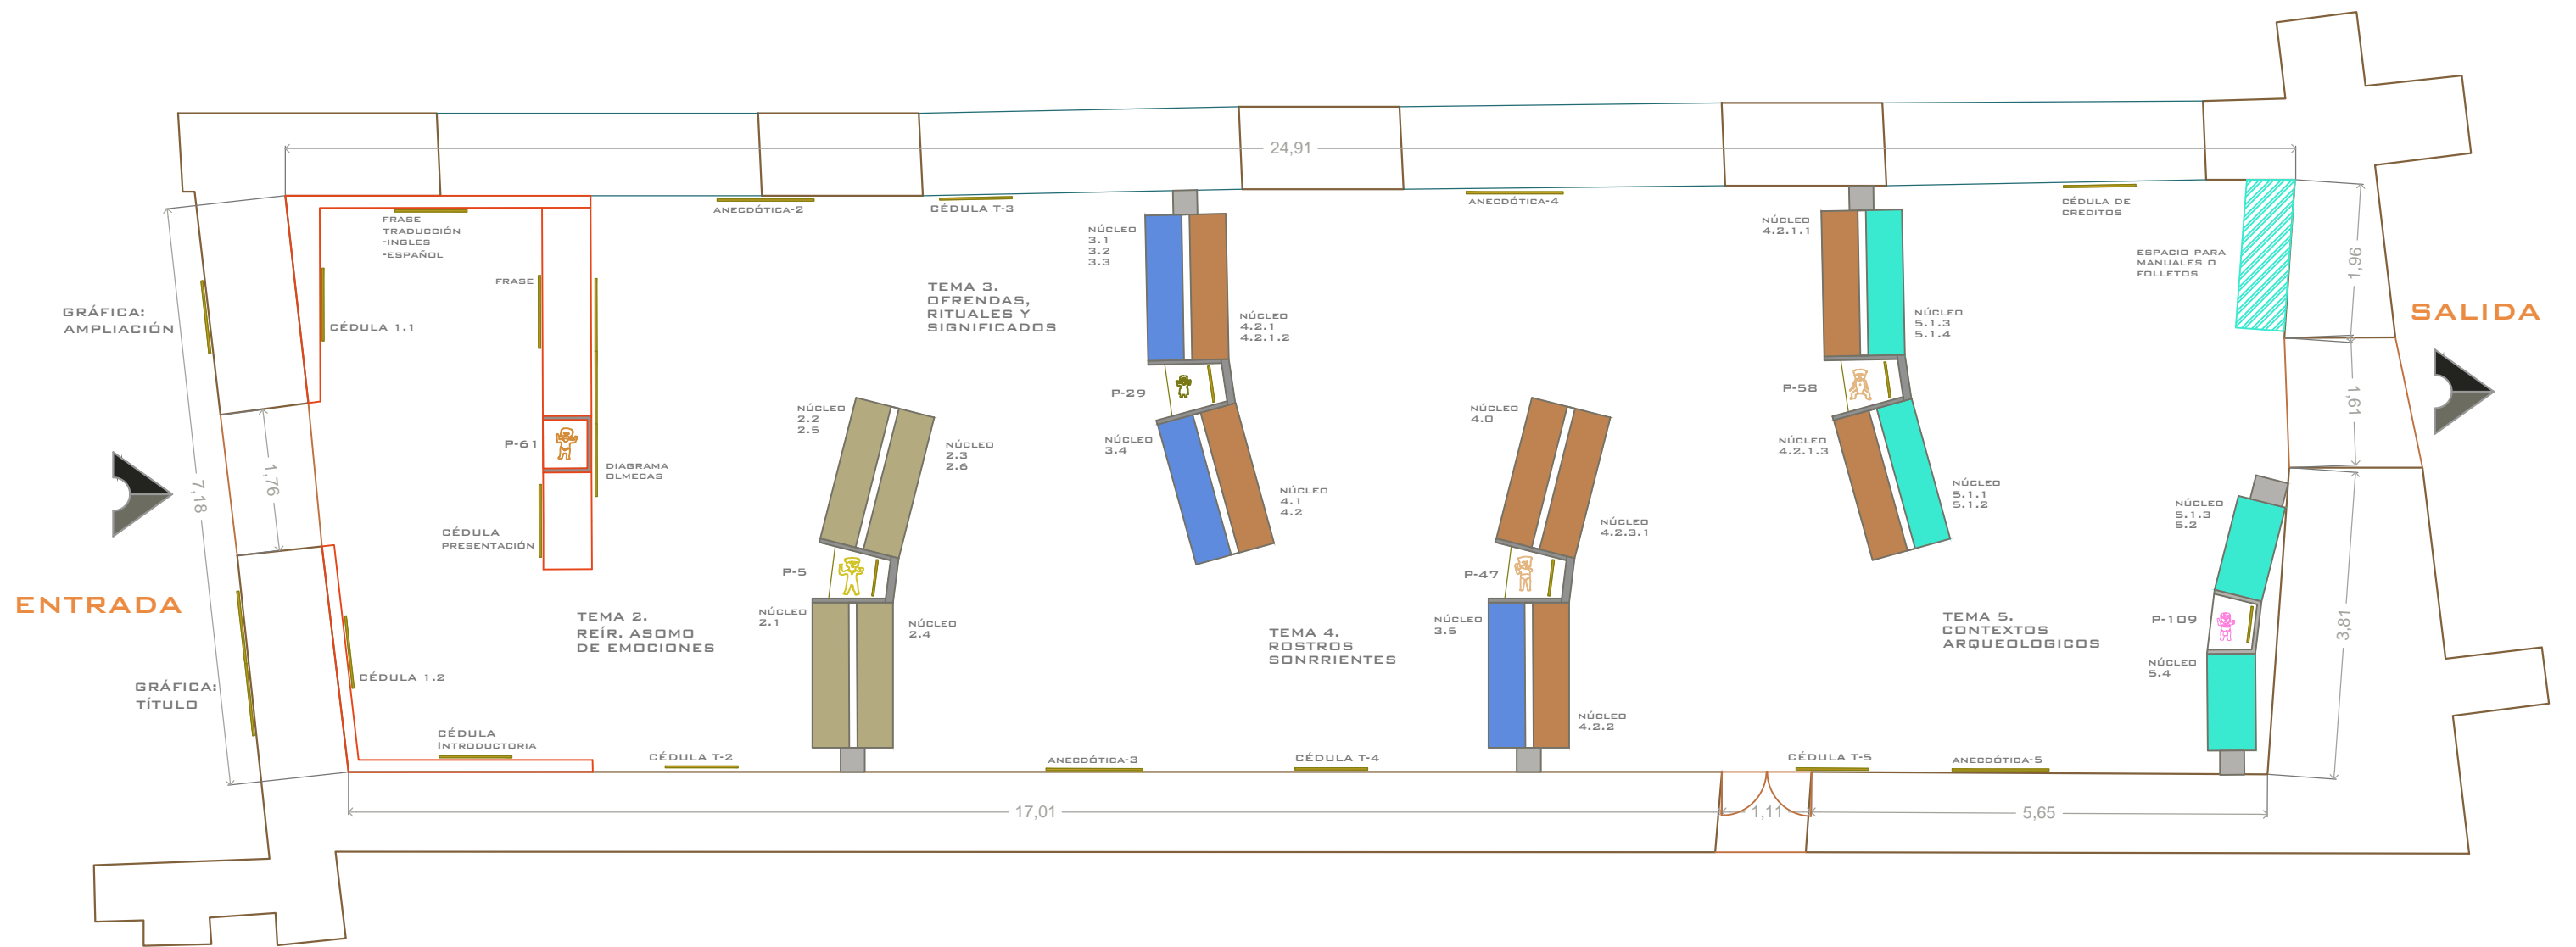 24,91
FRASE
TRADUCCIÓN
-INGLES
-ESPAÑOL
ANECDÓTICA-2
CÉDULA T-3
ANECDÓTICA-4
CÉDULA DE
CREDITOS
NÚCLEO
3.1
3.2
3.3
NÚCLEO
4.2.1.1
ESPACIO PARA
MANUALES O
FOLLETOS
1,96
FRASE
TEMA 3.
OFRENDAS,
RITUALES Y
SIGNIFICADOS
GRÁFICA:
AMPLIACIÓN
CÉDULA 1.1
NÚCLEO
4.2.1
4.2.1.2
NÚCLEO
5.1.3
5.1.4
SALIDA
P-29
P-58
1,91
NÚCLEO
2.2
2.5
NÚCLEO
4.0
P-61
NÚCLEO
2.3
2.6
NÚCLEO
3.4
NÚCLEO
4.2.1.3
1,76
7,18
DIAGRAMA
OLMECAS
NÚCLEO
4.1
4.2
NÚCLEO
5.1.1
5.1.2
NÚCLEO
5.1.3
5.2
CÉDULA
PRESENTACIÓN
NÚCLEO
4.2.3.1
P-5
P-47
ENTRADA
TEMA 2.
REÍR. ASOMO
DE EMOCIONES
NÚCLEO
2.1
NÚCLEO
2.4
TEMA 4.
ROSTROS
SONRRIENTES
NÚCLEO
3.5
TEMA 5.
CONTEXTOS
ARQUEOLOGICOS
P-109
3,81
NÚCLEO
5.4
CÉDULA 1.2
GRÁFICA:
TÍTULO
NÚCLEO
4.2.2
CÉDULA
INTRODUCTORIA
CÉDULA T-2
ANECDÓTICA-3
CÉDULA T-4
CÉDULA T-5
ANECDÓTICA-5
17,01
1,11
5,65